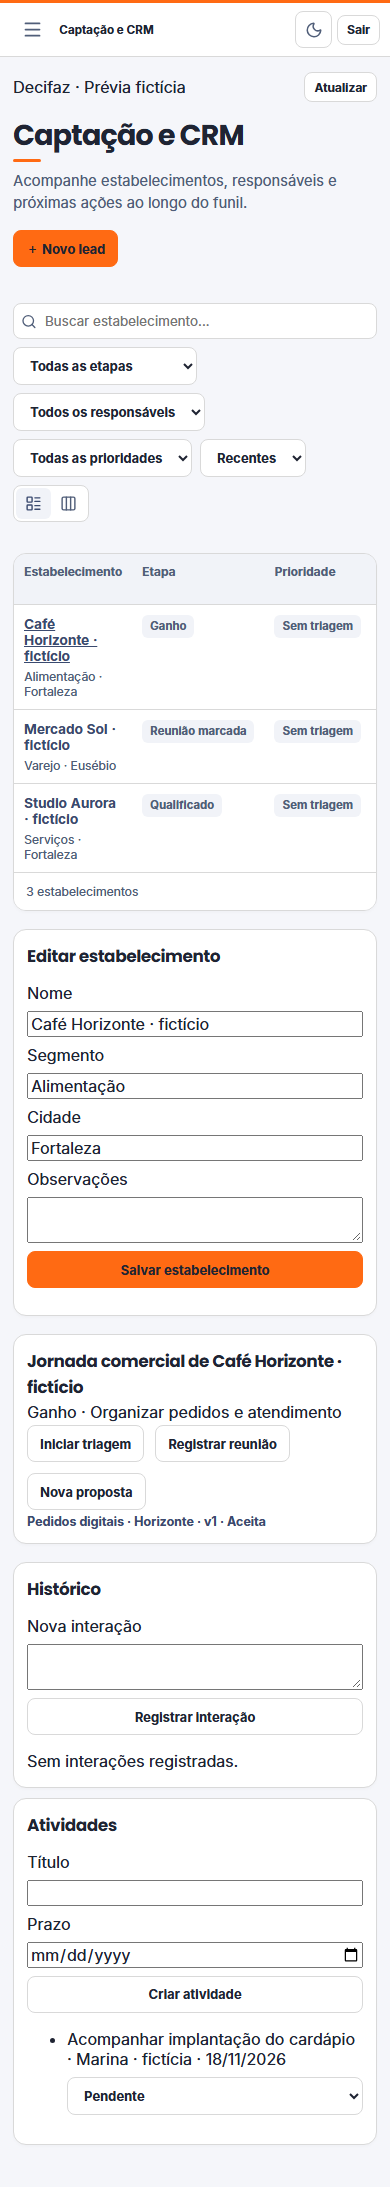 Captação e CRM
Sair
Decifaz · Prévia fictícia
Atualizar
Captação e CRM
Acompanhe estabelecimentos, responsáveis e
próximas ações ao longo do funil.
+ Novo lead
Buscar estabelecimento...
Todas as etapas
Todos os responsáveis
Todas as prioridades
Recentes
Estabelecimento Etapa Prioridade
Café
Horizonte ·
fictício
Ganho
Sem triagem
Alimentação ·
Fortaleza
Mercado Sol ·
fictício
Reunião marcada
Sem triagem
Varejo · Eusébio
Studio Aurora
· fictício
Qualificado
Sem triagem
Serviços ·
Fortaleza
3 estabelecimentos
Editar estabelecimento
Nome
Café Horizonte · fictício
Segmento
Alimentação
Cidade
Fortaleza
Observações
Salvar estabelecimento
Jornada comercial de Café Horizonte ·
fictício
Ganho · Organizar pedidos e atendimento
Iniciar triagem
Registrar reunião
Nova proposta
Pedidos digitais · Horizonte · v1 · Aceita
Histórico
Nova interação
Registrar interação
Sem interações registradas.
Atividades
Título
Prazo
mm/dd/yyyy
Criar atividade
• Acompanhar implantação do cardápio
· Marina · fictícia · 18/11/2026
Pendente